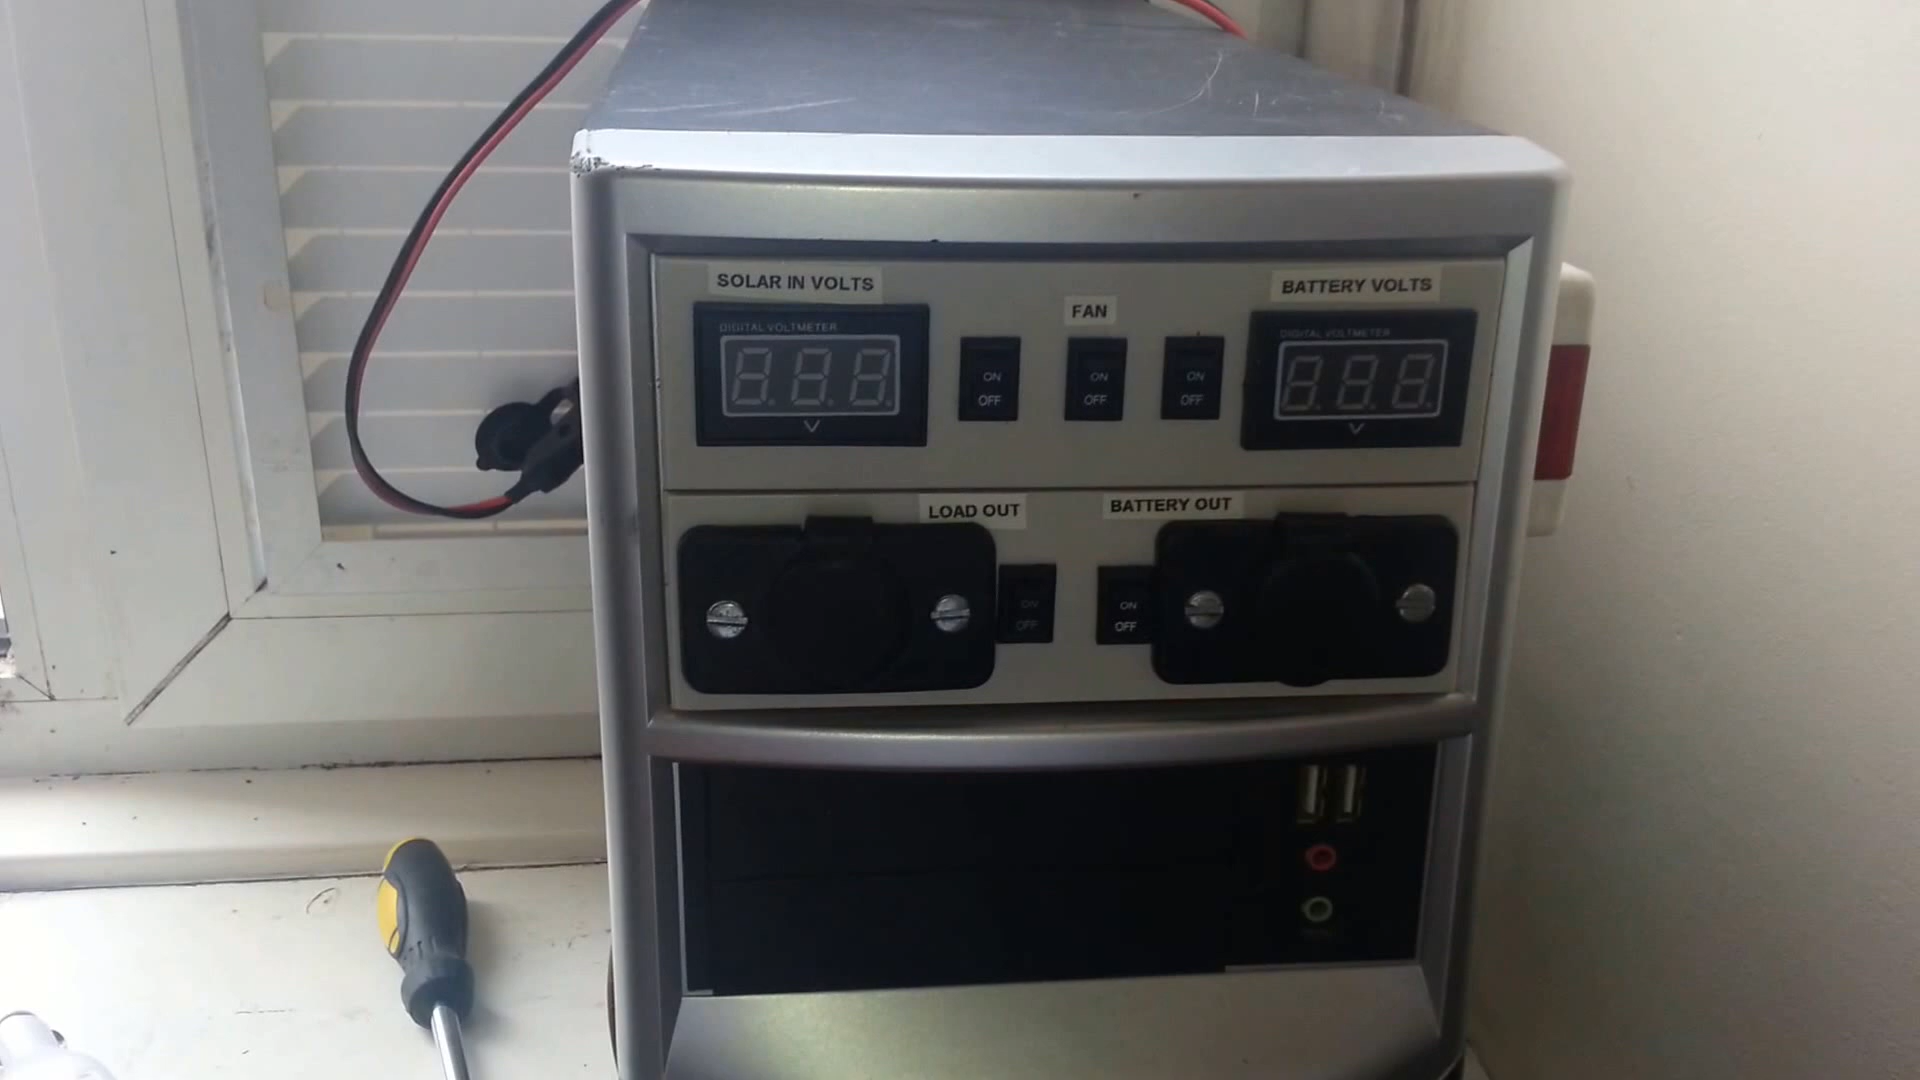 SOLAR IN VOLTS
FAN
BATTERY VOLTS
DIGITAL VOLTMETER
DIGITAL VOLTMETER
V
V
ON
OFF
ON
OFF
ON
OFF
LOAD OUT
BATTERY OUT
ON
OFF
ON
OFF